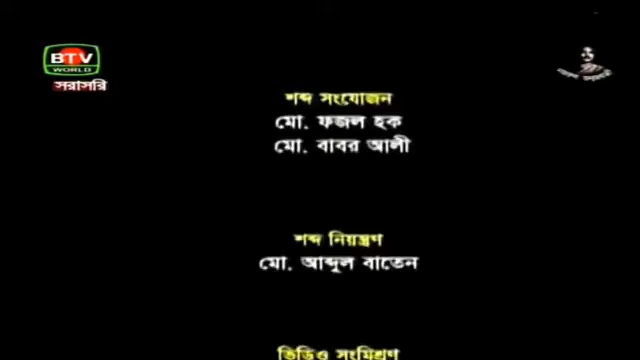 BTV
WORLD
সরাসরি
শব্দ সংযোজন
মো. ফজল হক
মো. বাবর আলী
শব্দ নিয়ন্ত্রণ
মো. আব্দুল বাতেন
ভিডিও সংমিশ্রণ